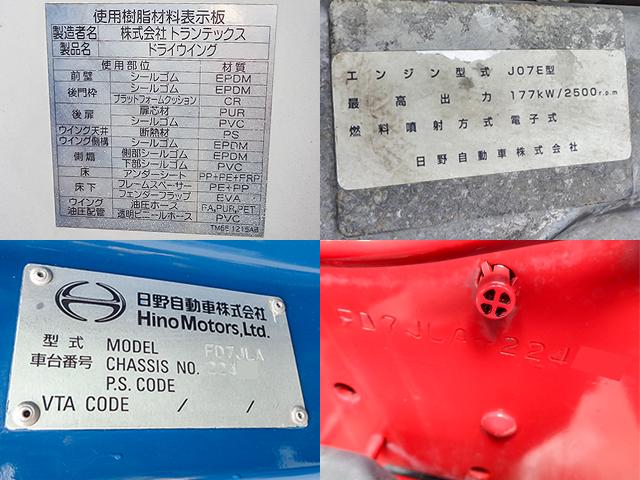 使用樹脂材料表示板
製造者名 株式会社 トランテックス
製品名 ドライウイング
使用部位 材質
前壁 シールゴム EPDM
後門枠 シールゴム EPDM
プラットフォームクッション CR
後扉 扉芯材 PUR
シールゴム PVC
ウイング天井 断熱材 PS
ウイング側構 シールゴム EPDM
側煽 側部シールゴム EPDM
下部シールゴム PVC
床 アンダーシート PP+PE+FRP
床下 フレームスペーサー PE+PP
フェンダーフラップ EVA
ウイング 油圧ホース PA,PUR,PET
油圧配管 透明ビニールホース PVC
エンジン型式 J07E型
最高出力 177kW/2500r.p.m
燃料噴射方式 電子式
日野自動車株式会社
日野自動車株式会社
Hino Motors, Ltd.
型式 MODEL FD7JLA
車台番号 CHASSIS NO. 224
P.S. CODE
VTA CODE / /
FD7JLA-224